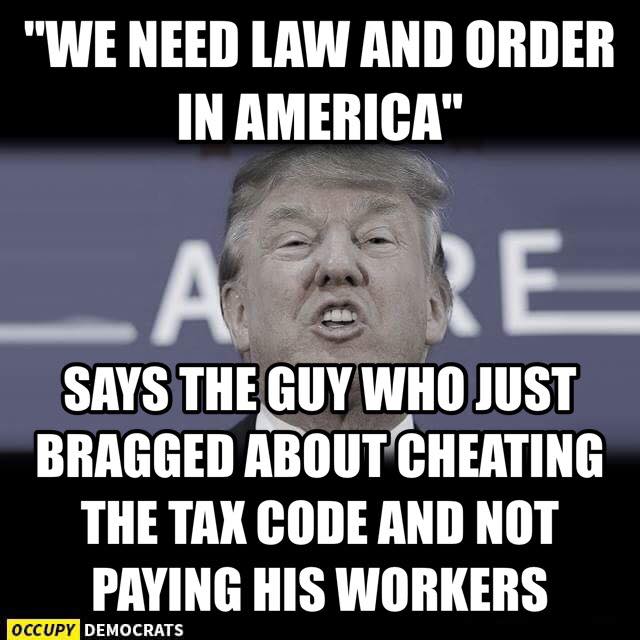 "WE NEED LAW AND ORDER
IN AMERICA"
A RE
SAYS THE GUY WHO JUST
BRAGGED ABOUT CHEATING
THE TAX CODE AND NOT
PAYING HIS WORKERS
OCCUPY DEMOCRATS